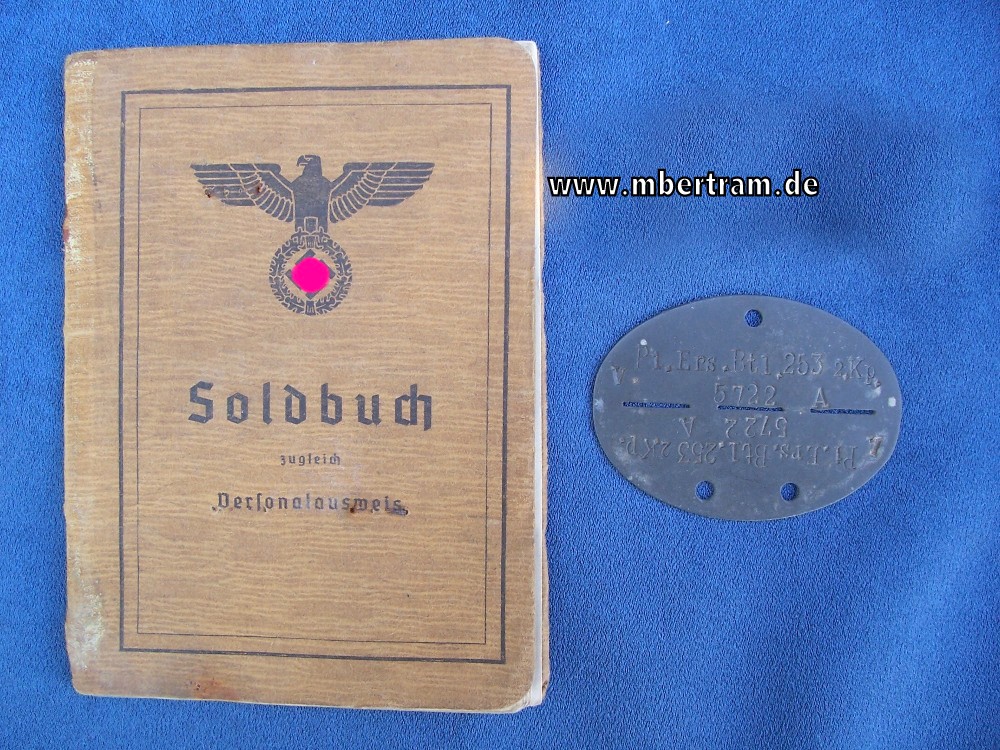 Soldbuch
zugleich
Personalausweis
www.mbertram.de
Pi.Ers.Btl.253 2.Kp.
5722 A
5722 A
Pi.Ers.Btl.253 2.Kp.